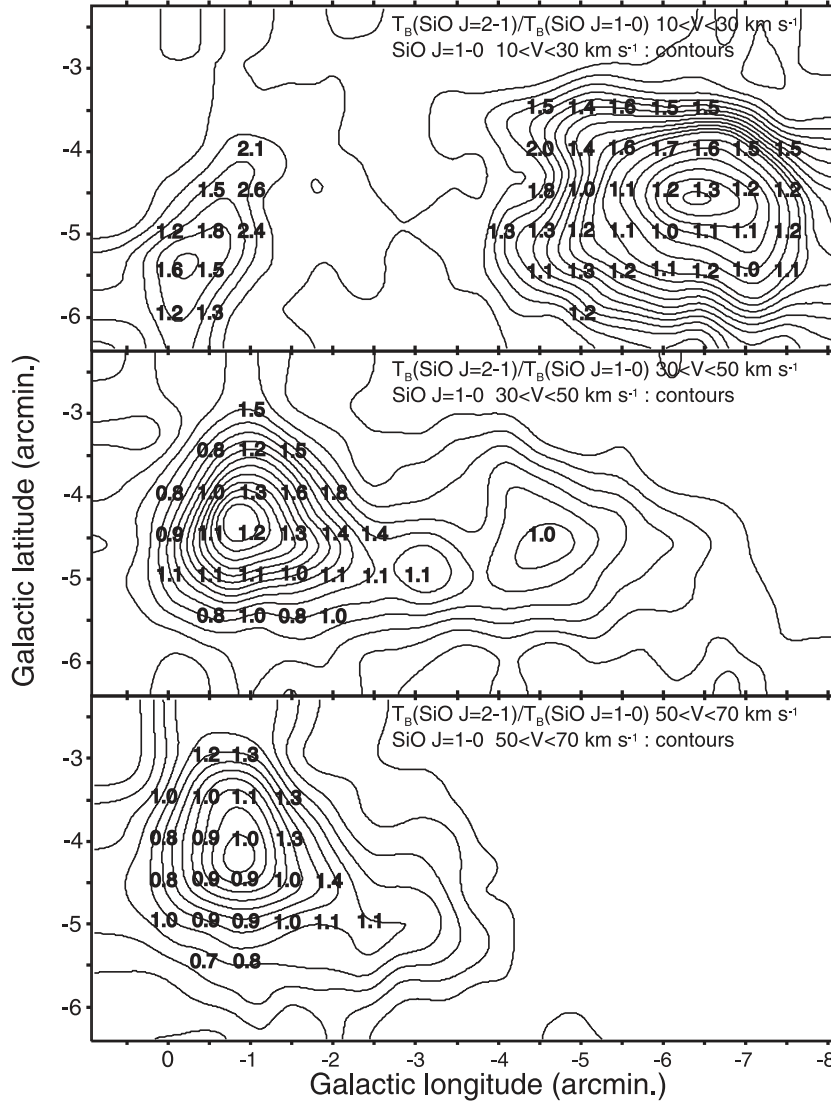 T_B(SiO J=2-1)/T_B(SiO J=1-0) 10<V<30 km s⁻¹
SiO J=1-0 10<V<30 km s⁻¹ : contours
-3
1.5 1.4 1.6 1.5 1.5
-4
2.1 2.0 1.4 1.6 1.7 1.6 1.5 1.5
1.5 2.6 1.8 1.0 1.1 1.2 1.3 1.2 1.2
-5
1.2 1.8 2.4 1.3 1.2 1.1 1.0 1.1 1.1 1.2
1.6 1.5 1.1 1.3 1.2 1.1 1.2 1.0 1.1
-6
1.2 1.3 1.2
T_B(SiO J=2-1)/T_B(SiO J=1-0) 30<V<50 km s⁻¹
SiO J=1-0 30<V<50 km s⁻¹ : contours
-3
1.5
0.8 1.2 1.5
-4
0.8 1.0 1.3 1.6 1.8
0.9 1.1 1.2 1.3 1.4 1.4 1.0
-5
1.1 1.1 1.1 1.0 1.1 1.1 1.1
0.8 1.0 0.8 1.0
-6
T_B(SiO J=2-1)/T_B(SiO J=1-0) 50<V<70 km s⁻¹
SiO J=1-0 50<V<70 km s⁻¹ : contours
-3
1.2 1.3
1.0 1.0 1.1 1.3
-4
0.8 0.9 1.0 1.3
0.8 0.9 0.9 1.0 1.4
-5
1.0 0.9 0.9 1.0 1.1 1.1
0.7 0.8
-6
0 -1 -2 -3 -4 -5 -6 -7 -8
Galactic longitude (arcmin.)
Galactic latitude (arcmin.)